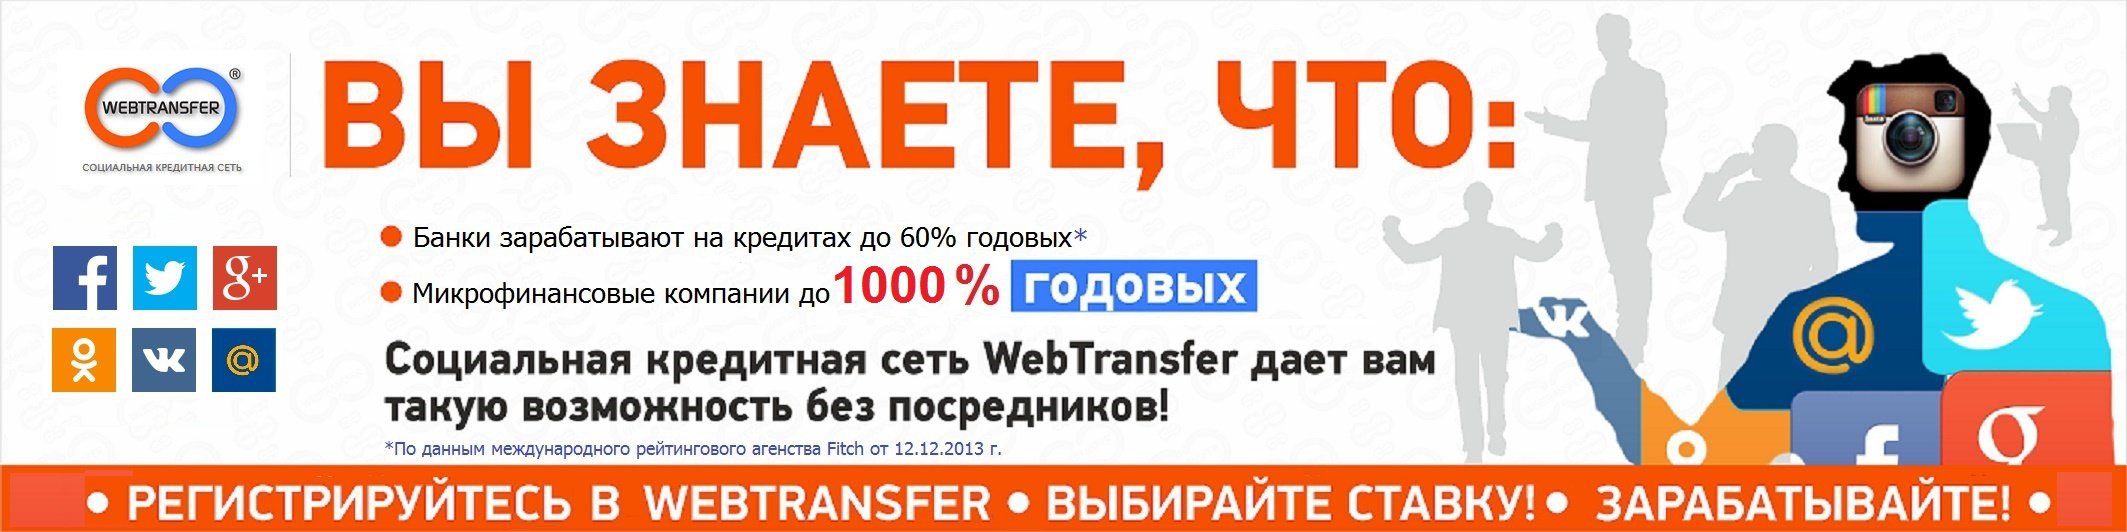 WEBTRANSFER ®
СОЦИАЛЬНАЯ КРЕДИТНАЯ СЕТЬ
ВЫ ЗНАЕТЕ, ЧТО:
• Банки зарабатывают на кредитах до 60% годовых*
• Микрофинансовые компании до 1000 % годовых
Социальная кредитная сеть WebTransfer дает вам
такую возможность без посредников!
*По данным международного рейтингового агенства Fitch от 12.12.2013 г.
• РЕГИСТРИРУЙТЕСЬ В WEBTRANSFER • ВЫБИРАЙТЕ СТАВКУ! • ЗАРАБАТЫВАЙТЕ! •